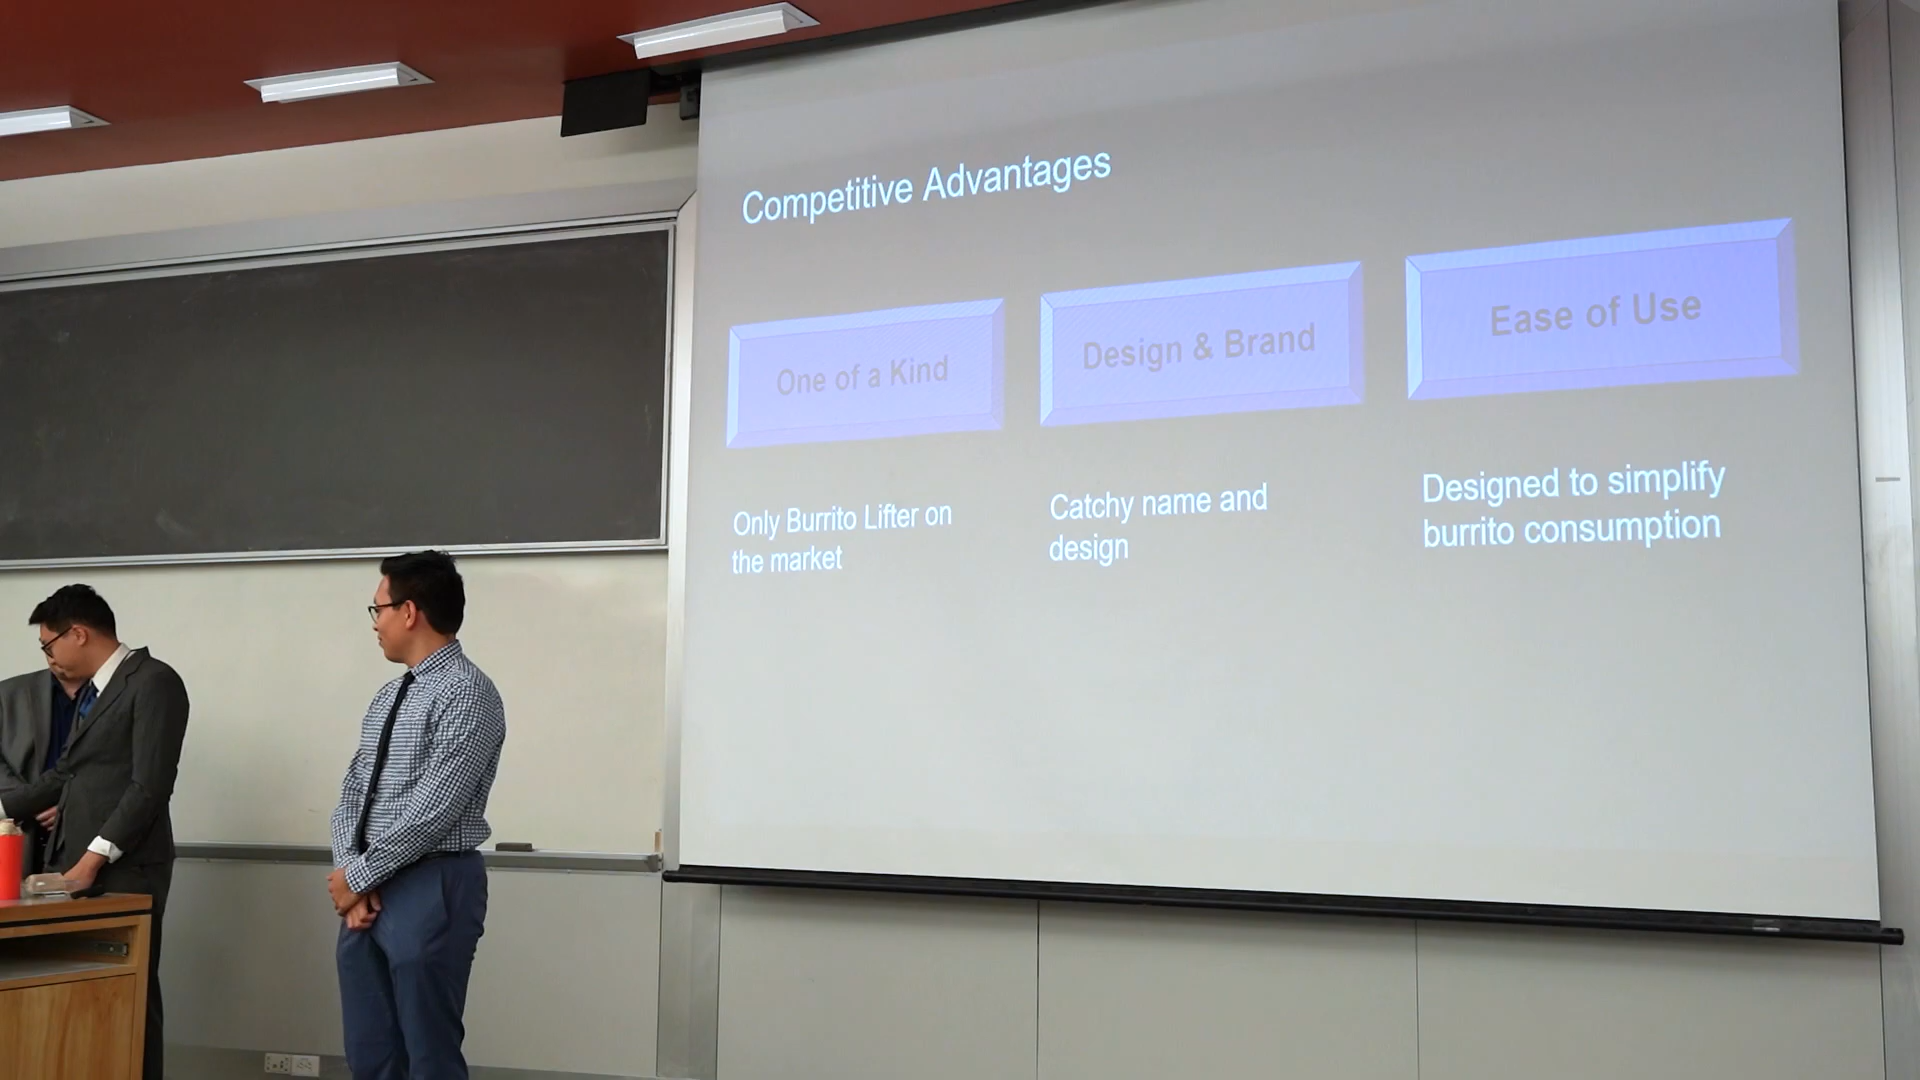 Competitive Advantages
One of a Kind
Design & Brand
Ease of Use
Only Burrito Lifter on
the market
Catchy name and
design
Designed to simplify
burrito consumption